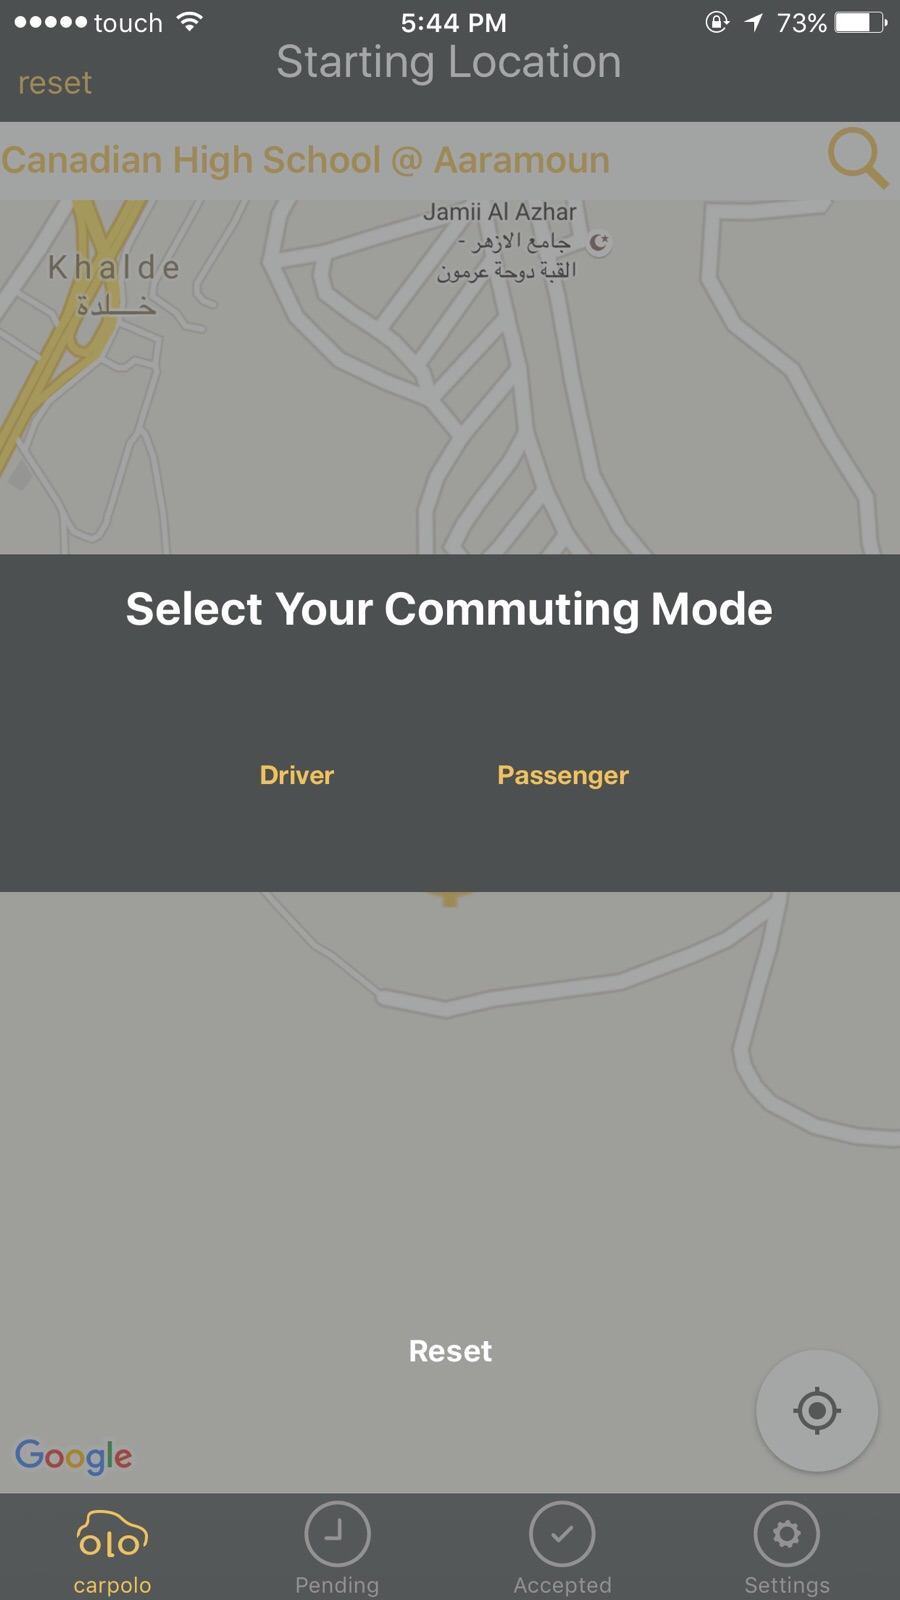 touch
5:44 PM
73%
Starting Location
reset
Canadian High School @ Aaramoun
Jamii Al Azhar
جامع الازهر -
القبة دوحة عرمون
Khalde
خلدة
Select Your Commuting Mode
Driver
Passenger
Reset
Google
carpolo
Pending
Accepted
Settings